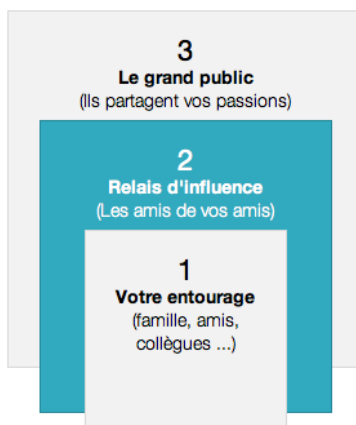 3
Le grand public
(Ils partagent vos passions)
2
Relais d'influence
(Les amis de vos amis)
1
Votre entourage
(famille, amis,
collègues ...)